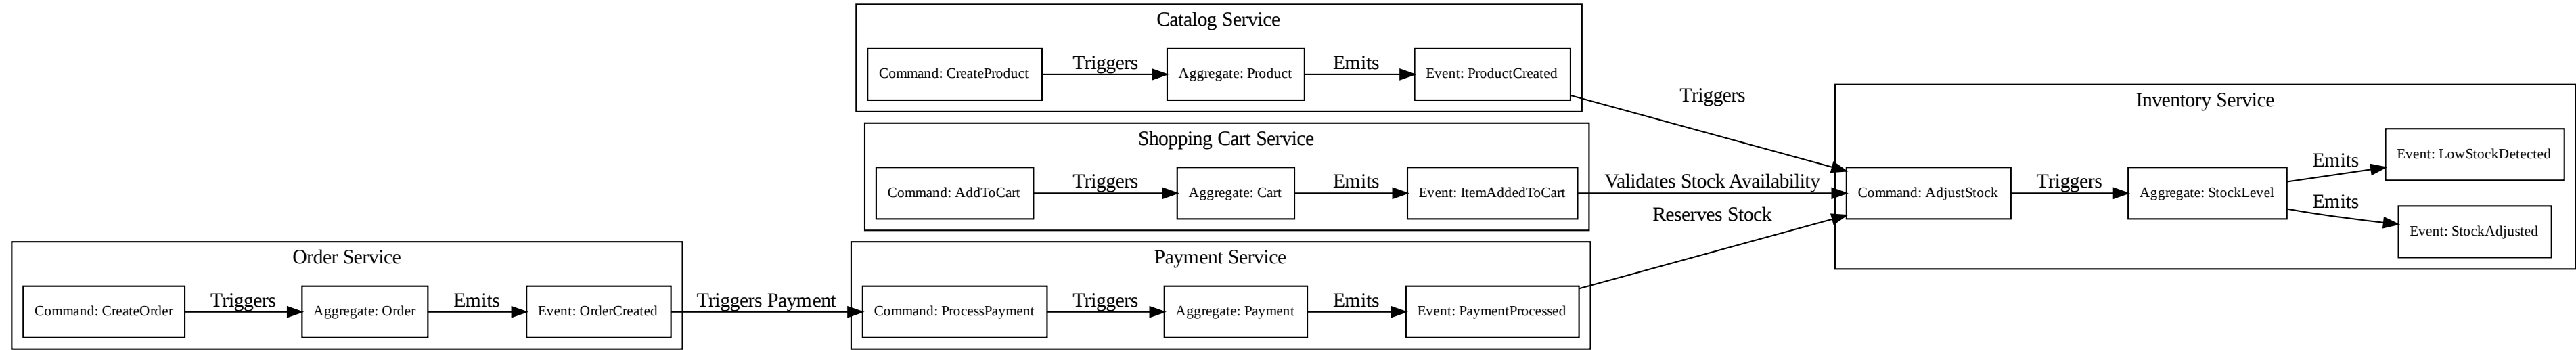 Catalog Service
Command: CreateProduct
Triggers
Aggregate: Product
Emits
Event: ProductCreated
Triggers
Shopping Cart Service
Command: AddToCart
Triggers
Aggregate: Cart
Emits
Event: ItemAddedToCart
Validates Stock Availability
Order Service
Command: CreateOrder
Triggers
Aggregate: Order
Emits
Event: OrderCreated
Triggers Payment
Payment Service
Command: ProcessPayment
Triggers
Aggregate: Payment
Emits
Event: PaymentProcessed
Reserves Stock
Inventory Service
Command: AdjustStock
Triggers
Aggregate: StockLevel
Emits
Event: LowStockDetected
Emits
Event: StockAdjusted